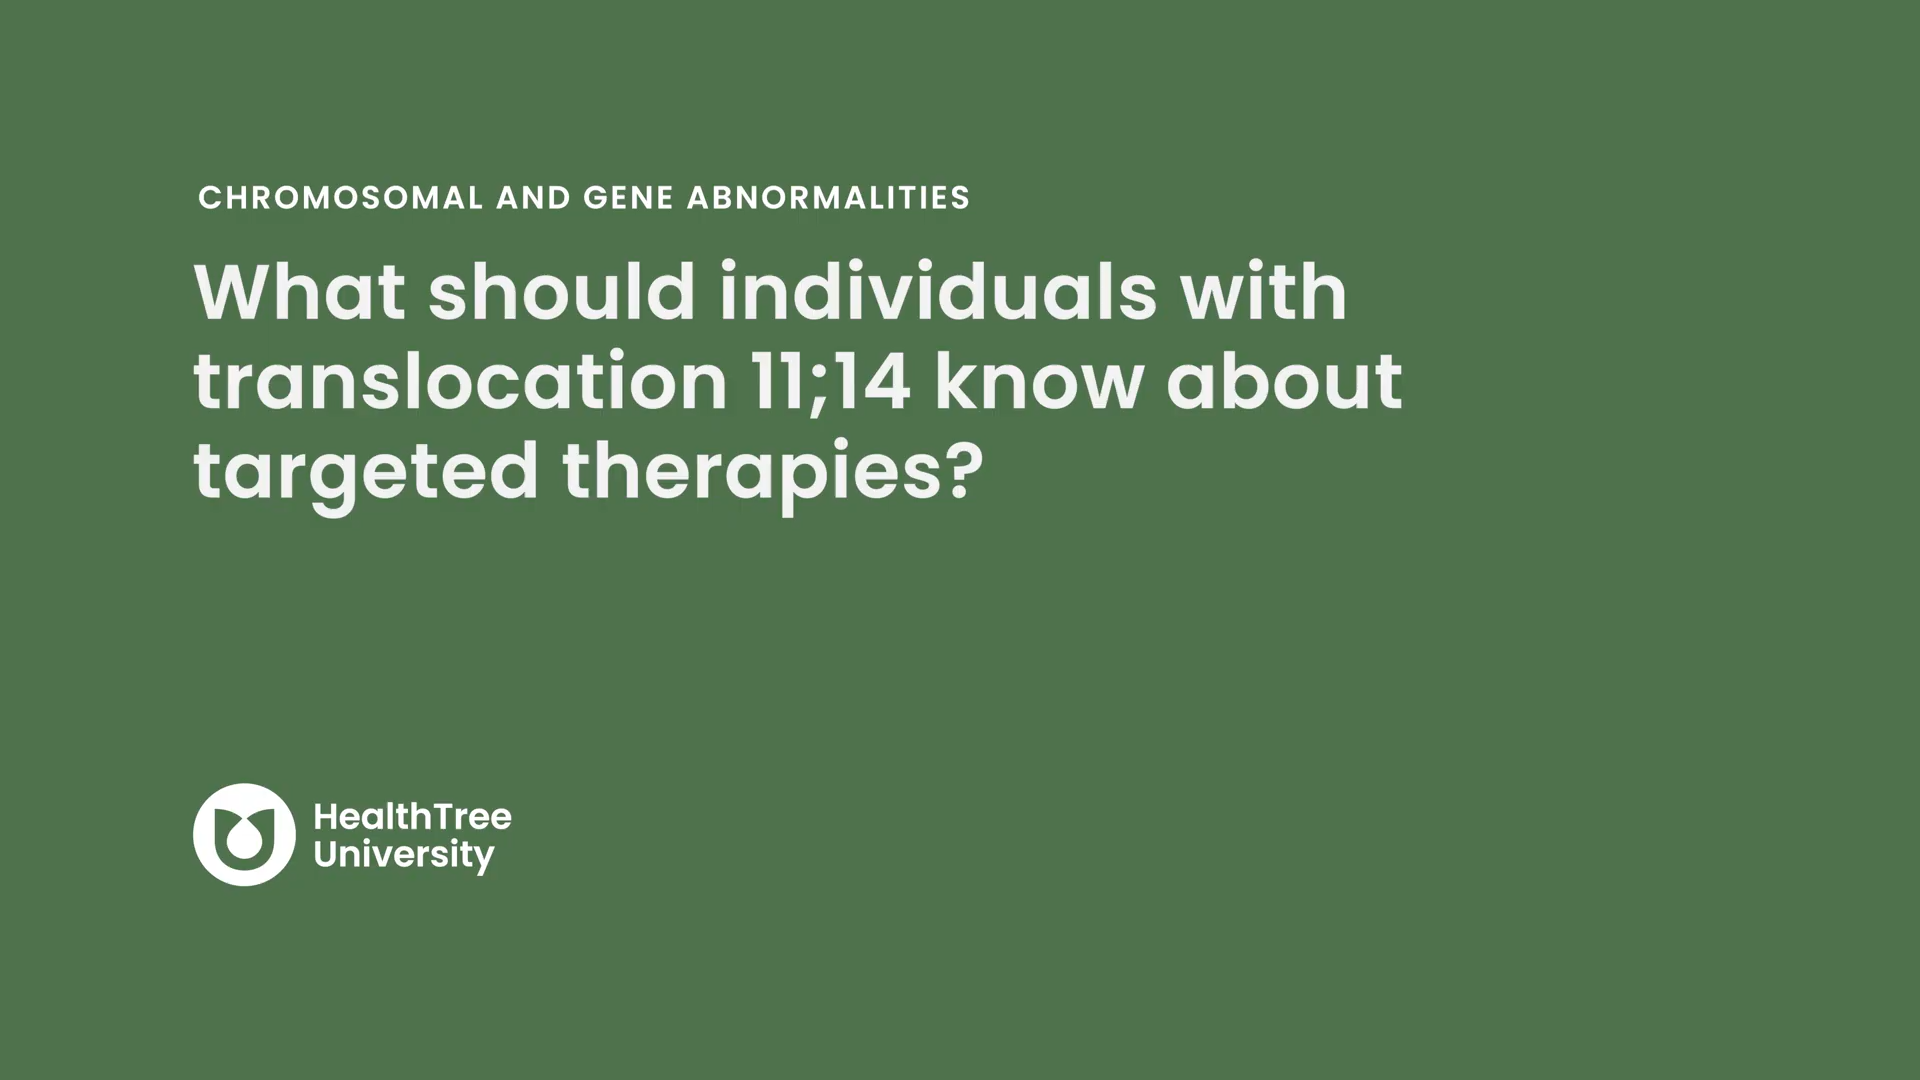 CHROMOSOMAL AND GENE ABNORMALITIES
What should individuals with
translocation 11;14 know about
targeted therapies?
HealthTree
University